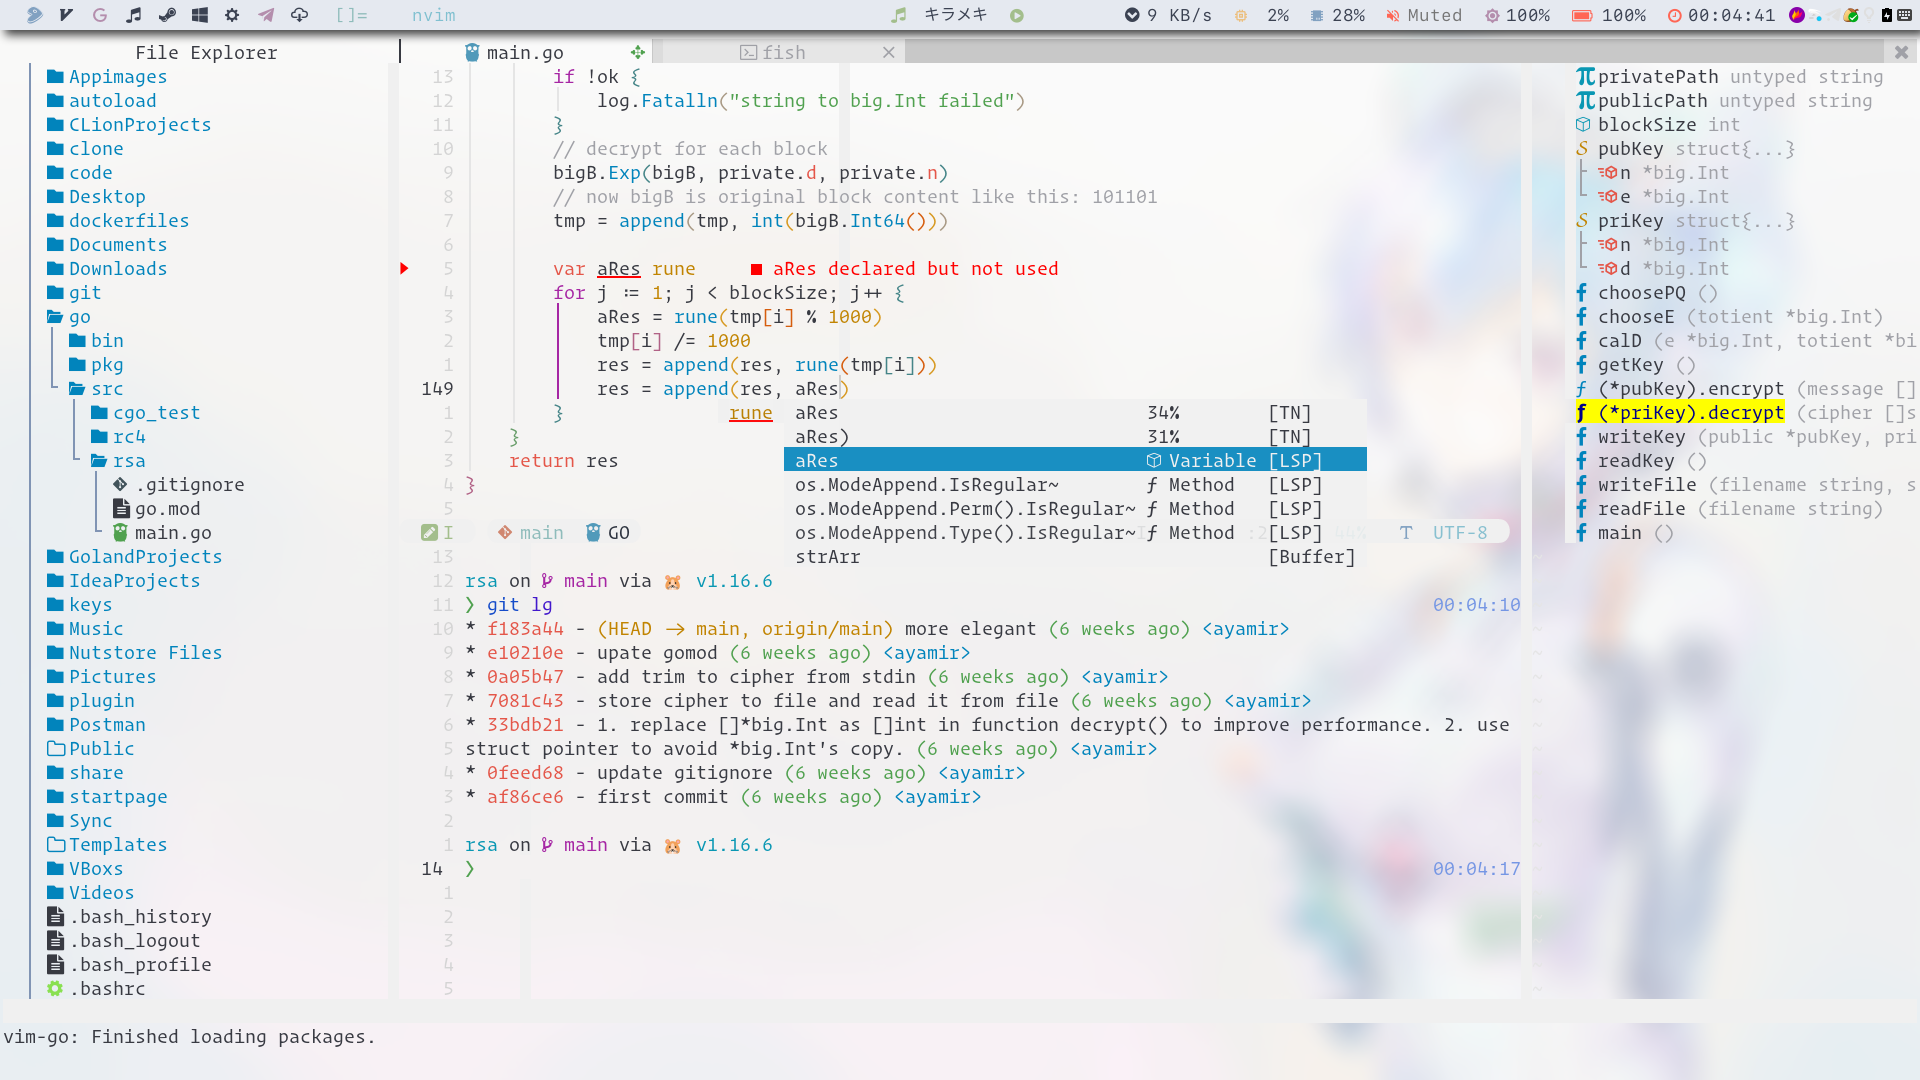 []= nvim キラメキ 9 KB/s 2% 28% Muted 100% 100% 00:04:41
File Explorer
Appimages
autoload
CLionProjects
clone
code
Desktop
dockerfiles
Documents
Downloads
git
go
bin
pkg
src
cgo_test
rc4
rsa
.gitignore
go.mod
main.go
GolandProjects
IdeaProjects
keys
Music
Nutstore Files
Pictures
plugin
Postman
Public
share
startpage
Sync
Templates
VBoxs
Videos
.bash_history
.bash_logout
.bash_profile
.bashrc
main.go fish
13 if !ok {
12 log.Fatalln("string to big.Int failed")
11 }
10 // decrypt for each block
9 bigB.Exp(bigB, private.d, private.n)
8 // now bigB is original block content like this: 101101
7 tmp = append(tmp, int(bigB.Int64()))
6
5 var aRes rune ■ aRes declared but not used
4 for j := 1; j < blockSize; j++ {
3 aRes = rune(tmp[i] % 1000)
2 tmp[i] /= 1000
1 res = append(res, rune(tmp[i]))
149 res = append(res, aRes)
1 }
2 }
3 return res
4 }
5
rune aRes 34% [TN]
aRes) 31% [TN]
aRes Variable [LSP]
os.ModeAppend.IsRegular~ ƒ Method [LSP]
os.ModeAppend.Perm().IsRegular~ ƒ Method [LSP]
os.ModeAppend.Type().IsRegular~ ƒ Method [LSP]
strArr [Buffer]
I main GO UTF-8
13
12 rsa on main via 🐹 v1.16.6
11 ❯ git lg 00:04:10
10 * f183a44 - (HEAD -> main, origin/main) more elegant (6 weeks ago) <ayamir>
9 * e10210e - upate gomod (6 weeks ago) <ayamir>
8 * 0a05b47 - add trim to cipher from stdin (6 weeks ago) <ayamir>
7 * 7081c43 - store cipher to file and read it from file (6 weeks ago) <ayamir>
6 * 33bdb21 - 1. replace []*big.Int as []int in function decrypt() to improve performance. 2. use
5 struct pointer to avoid *big.Int's copy. (6 weeks ago) <ayamir>
4 * 0feed68 - update gitignore (6 weeks ago) <ayamir>
3 * af86ce6 - first commit (6 weeks ago) <ayamir>
2
1 rsa on main via 🐹 v1.16.6
14 ❯ 00:04:17
1
2
3
4
5
privatePath untyped string
publicPath untyped string
blockSize int
pubKey struct{...}
n *big.Int
e *big.Int
priKey struct{...}
n *big.Int
d *big.Int
choosePQ ()
chooseE (totient *big.Int)
calD (e *big.Int, totient *bi
getKey ()
(*pubKey).encrypt (message []
(*priKey).decrypt (cipher []s
writeKey (public *pubKey, pri
readKey ()
writeFile (filename string, s
readFile (filename string)
main ()
vim-go: Finished loading packages.